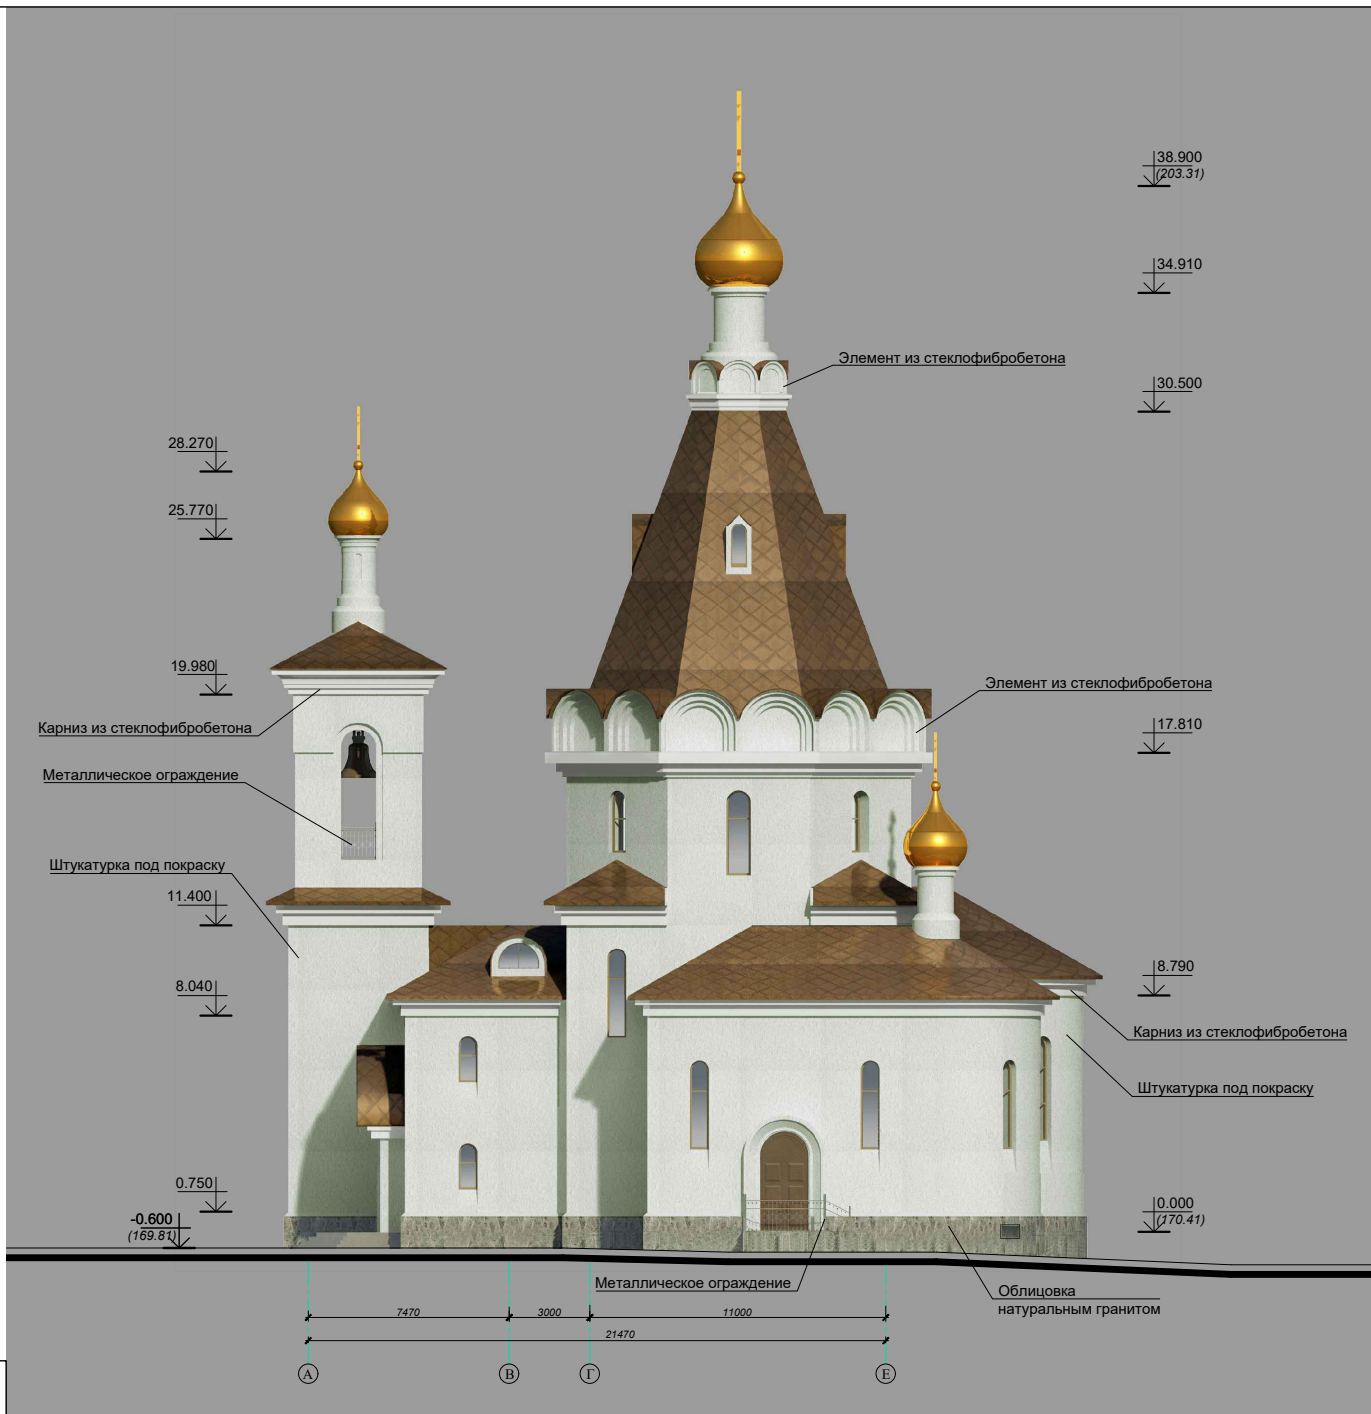 38.900
(203.31)
34.910
Элемент из стеклофибробетона
30.500
28.270
25.770
19.980
Элемент из стеклофибробетона
Карниз из стеклофибробетона
17.810
Металлическое ограждение
Штукатурка под покраску
11.400
8.040
8.790
Карниз из стеклофибробетона
Штукатурка под покраску
0.750
-0.600
(169.81)
0.000
(170.41)
Металлическое ограждение
Облицовка
натуральным гранитом
7470
3000
11000
21470
А
В
Г
Е